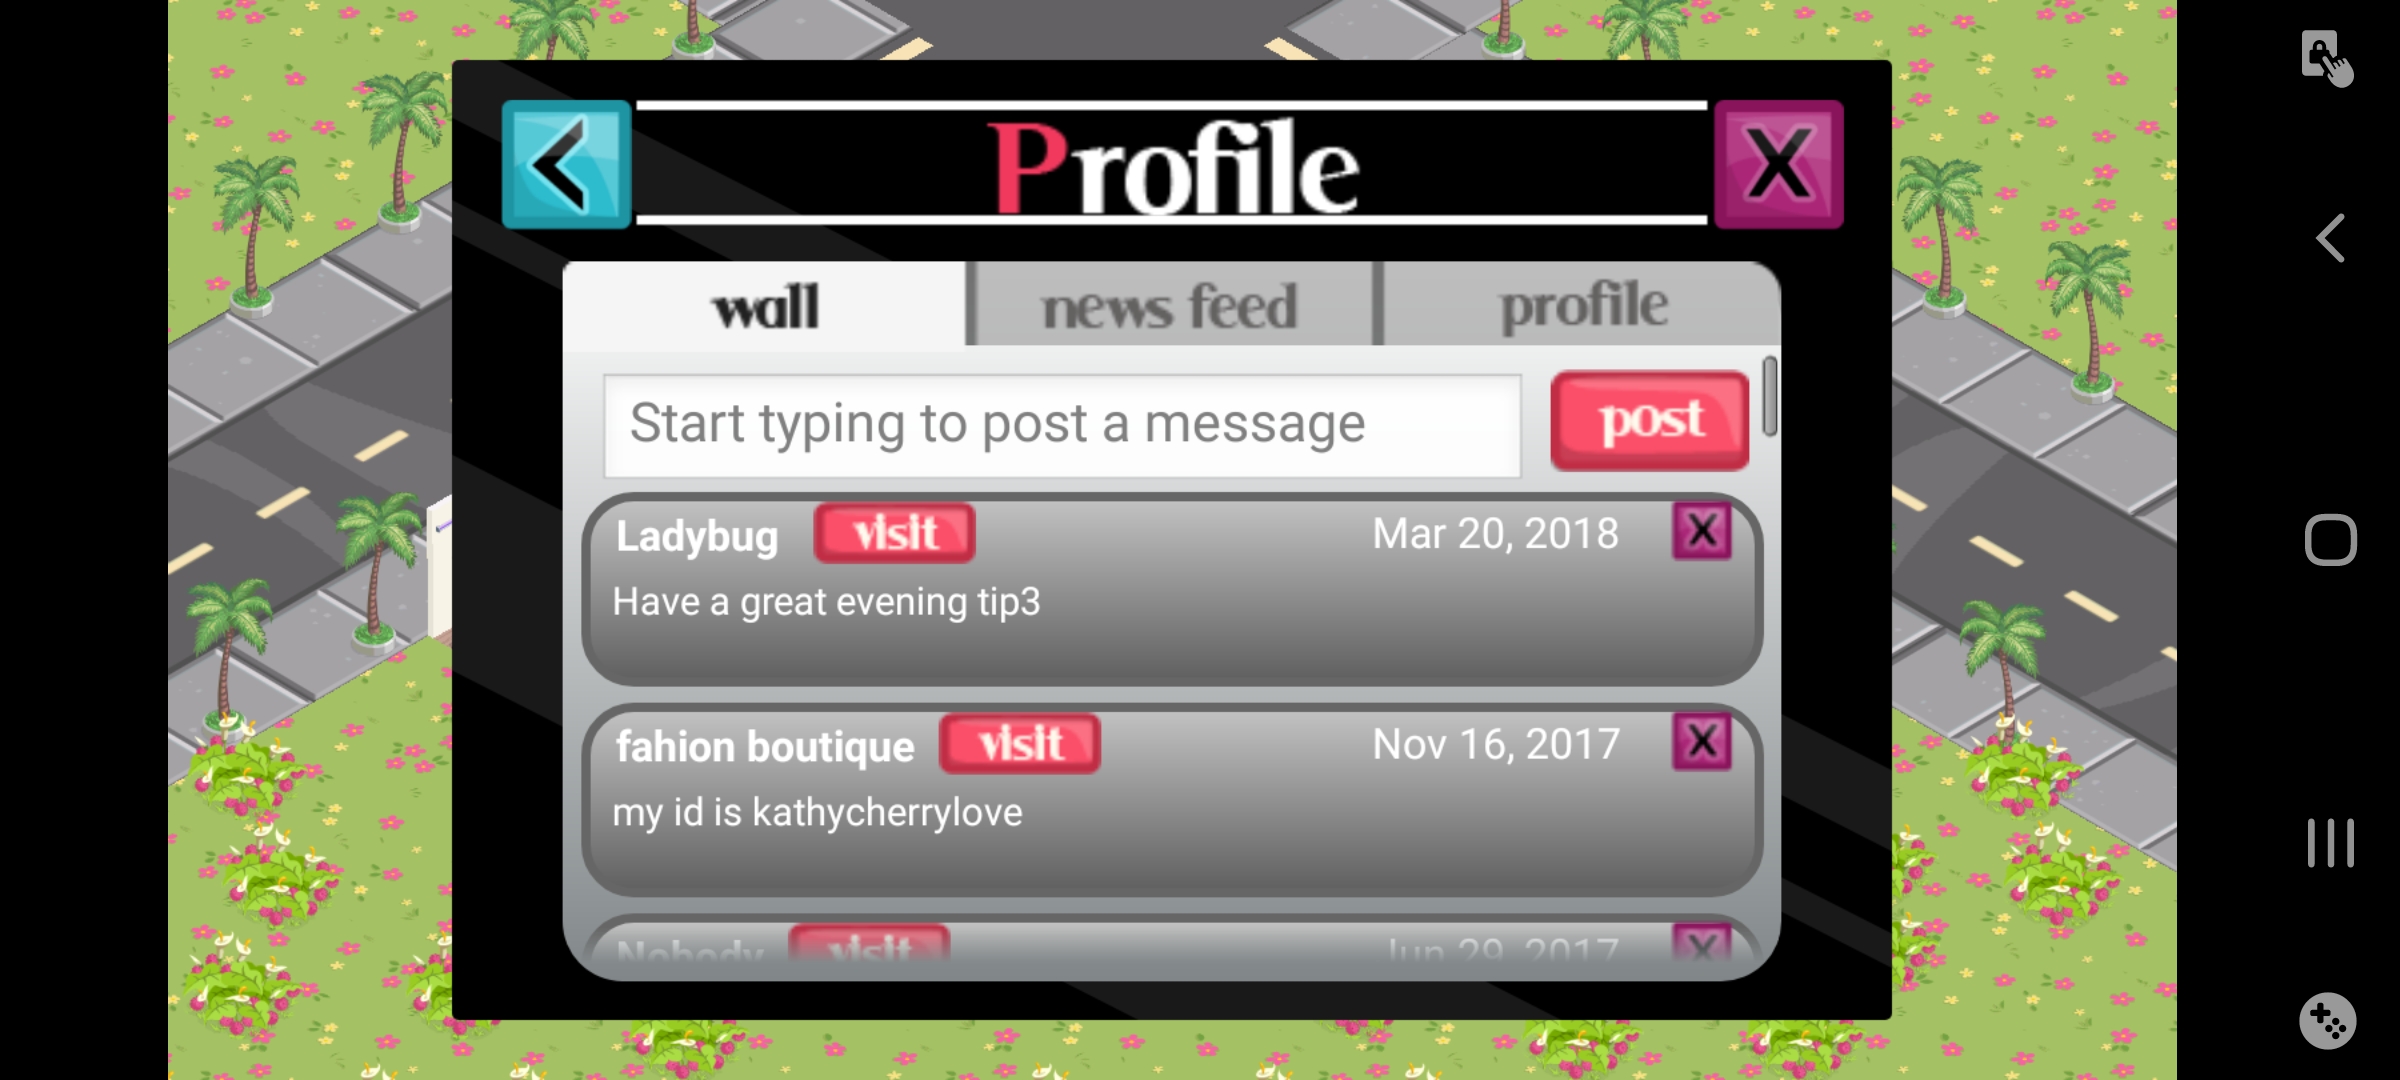 Profile
wall
news feed
profile
Start typing to post a message
post
Ladybug
visit
Mar 20, 2018
X
Have a great evening tip3
fahion boutique
visit
Nov 16, 2017
X
my id is kathycherrylove
Nobody
visit
Jun 29, 2017
X